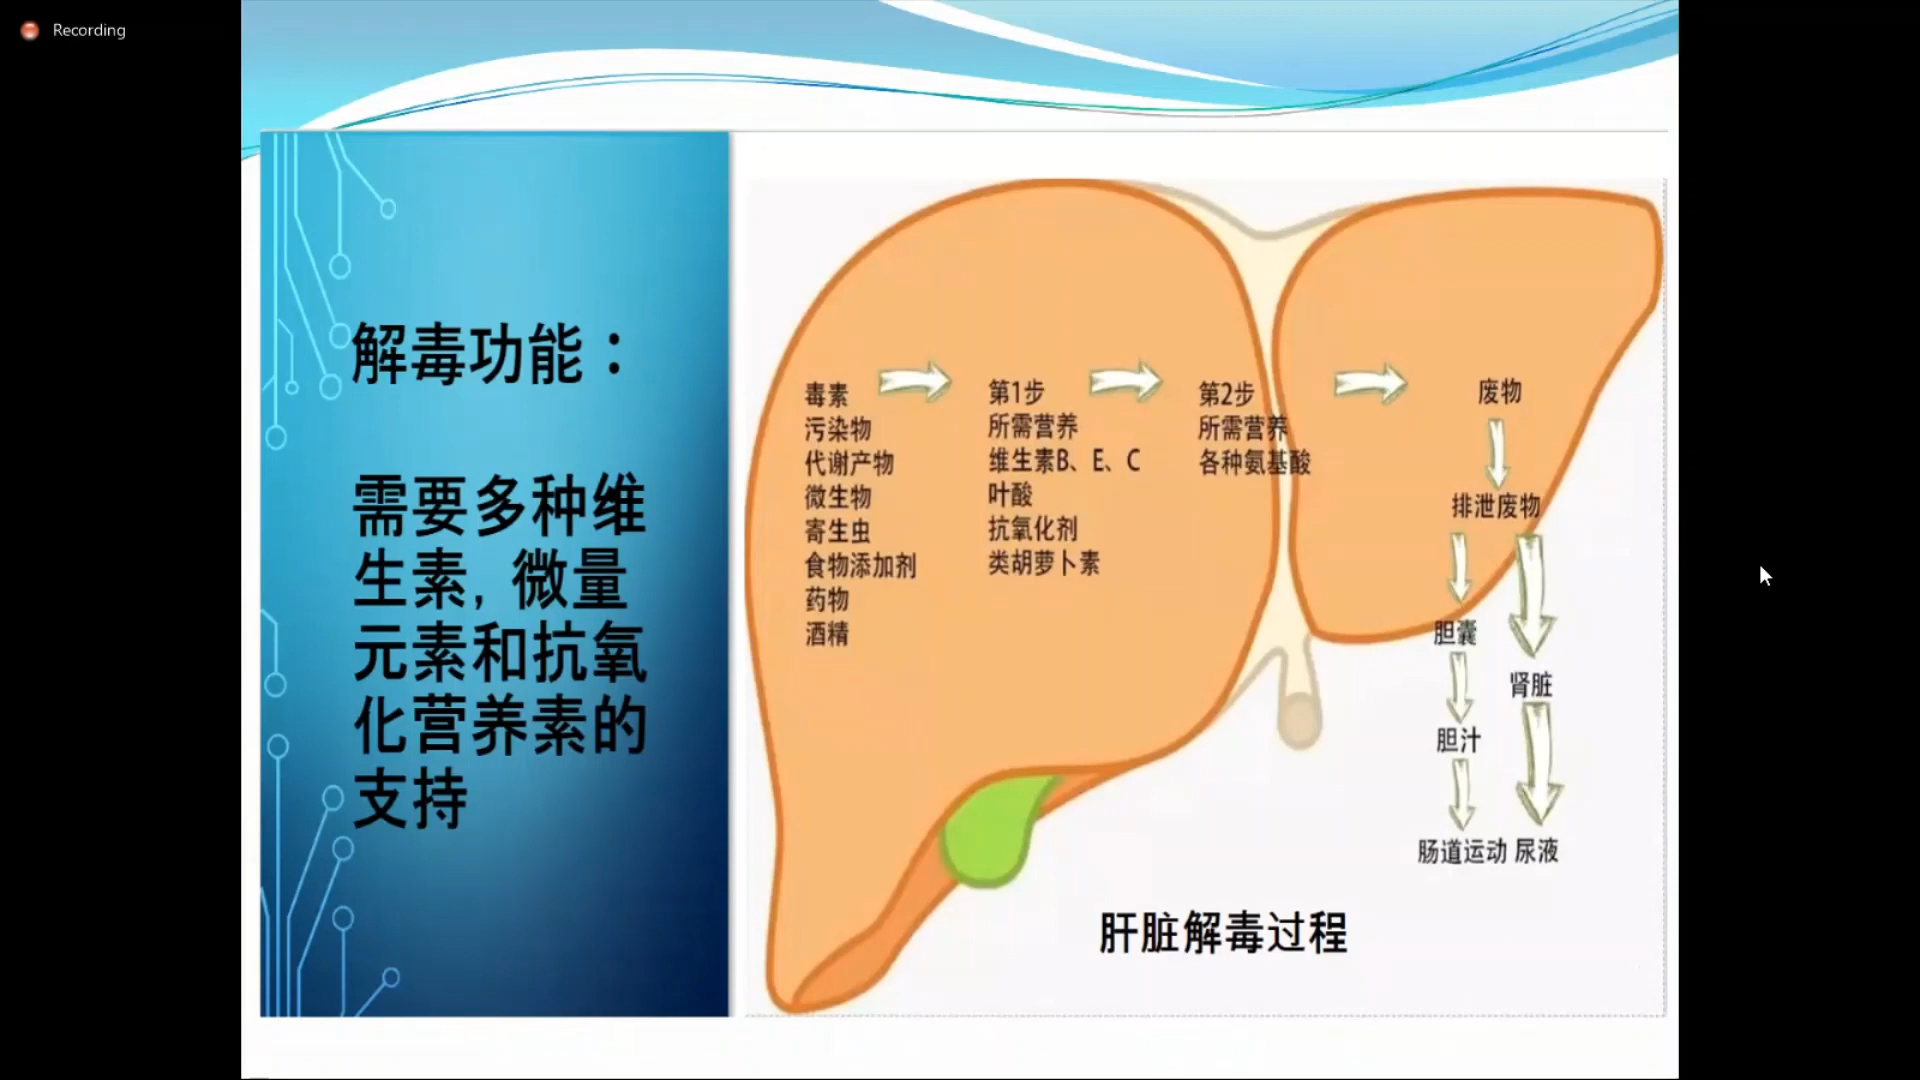 Recording
解毒功能：
需要多种维
生素，微量
元素和抗氧
化营养素的
支持
毒素
污染物
代谢产物
微生物
寄生虫
食物添加剂
药物
酒精
第1步
所需营养
维生素B、E、C
叶酸
抗氧化剂
类胡萝卜素
第2步
所需营养
各种氨基酸
废物
排泄废物
胆囊
胆汁
肠道运动
肾脏
尿液
肝脏解毒过程